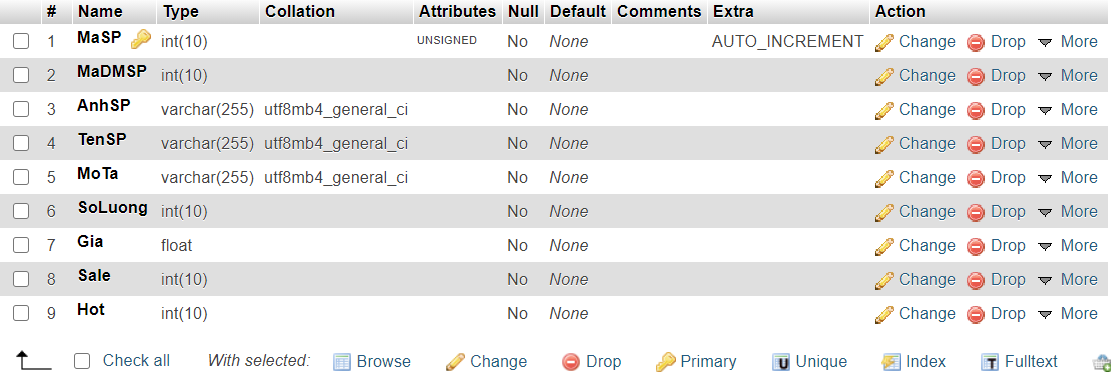 # Name Type Collation Attributes Null Default Comments Extra Action
1 MaSP int(10) UNSIGNED No None AUTO_INCREMENT Change Drop More
2 MaDMSP int(10) No None Change Drop More
3 AnhSP varchar(255) utf8mb4_general_ci No None Change Drop More
4 TenSP varchar(255) utf8mb4_general_ci No None Change Drop More
5 MoTa varchar(255) utf8mb4_general_ci No None Change Drop More
6 SoLuong int(10) No None Change Drop More
7 Gia float No None Change Drop More
8 Sale int(10) No None Change Drop More
9 Hot int(10) No None Change Drop More
Check all With selected: Browse Change Drop Primary U Unique Index T Fulltext